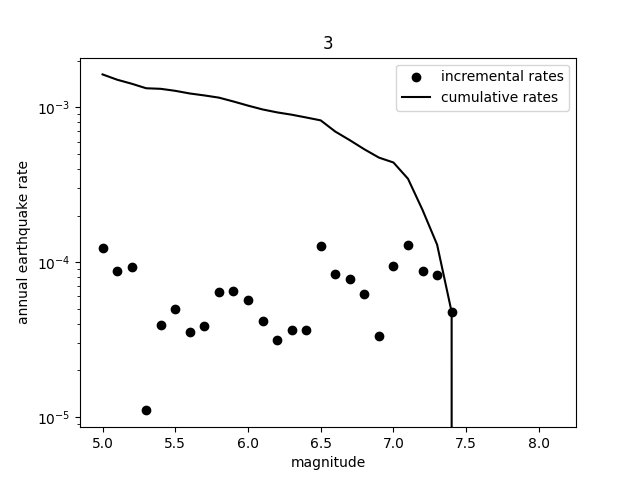 3
incremental rates
cumulative rates
annual earthquake rate
10⁻³
10⁻⁴
10⁻⁵
5.0 5.5 6.0 6.5 7.0 7.5 8.0
magnitude